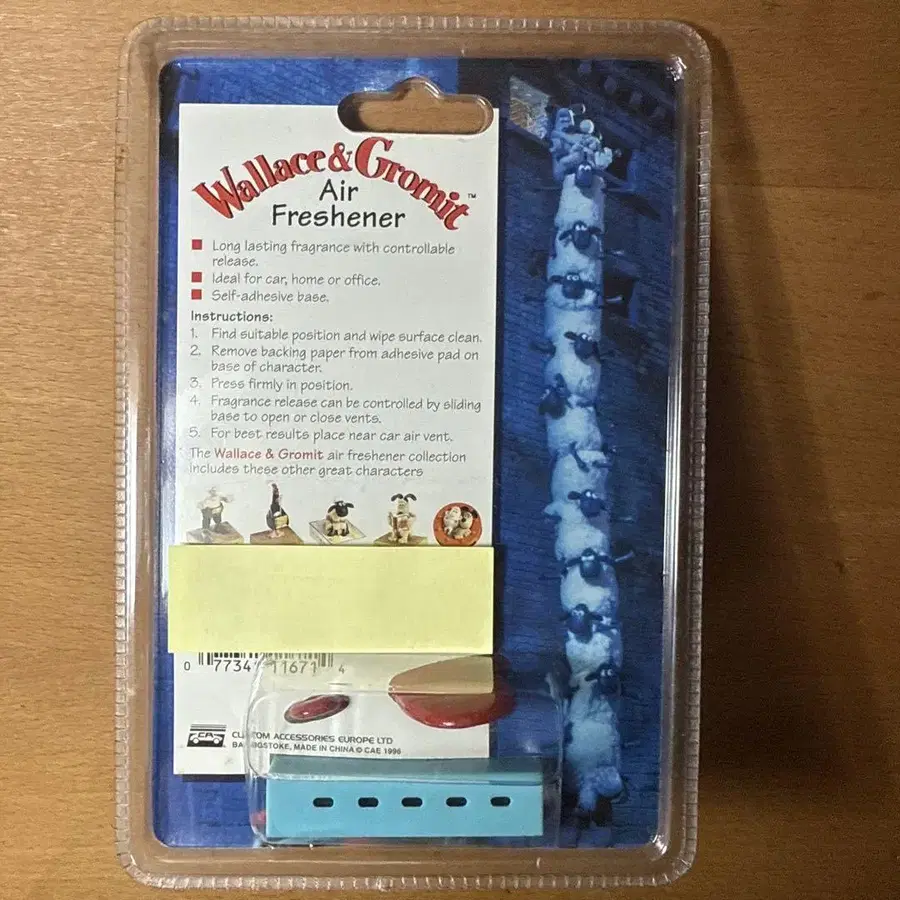 Wallace & Gromit™
Air
Freshener
Long lasting fragrance with controllable
release.
Ideal for car, home or office.
Self-adhesive base.
Instructions:
1. Find suitable position and wipe surface clean.
2. Remove backing paper from adhesive pad on
base of character.
3. Press firmly in position.
4. Fragrance release can be controlled by sliding
base to open or close vents.
5. For best results place near car air vent.
The Wallace & Gromit air freshener collection
includes these other great characters
0 77341 11671 4
CUSTOM ACCESSORIES EUROPE LTD
BASINGSTOKE, MADE IN CHINA © CAE 1996